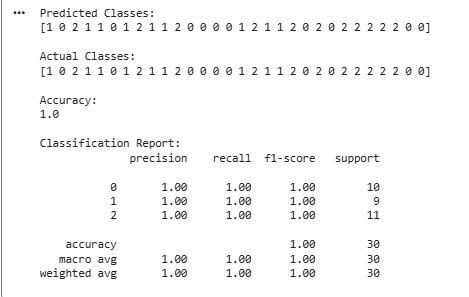 ••• Predicted Classes:
[1 0 2 1 1 0 1 2 1 1 2 0 0 0 0 1 2 1 1 2 0 2 0 2 2 2 2 2 0 0]
Actual Classes:
[1 0 2 1 1 0 1 2 1 1 2 0 0 0 0 1 2 1 1 2 0 2 0 2 2 2 2 2 0 0]
Accuracy:
1.0
Classification Report:
precision recall f1-score support
0 1.00 1.00 1.00 10
1 1.00 1.00 1.00 9
2 1.00 1.00 1.00 11
accuracy 1.00 30
macro avg 1.00 1.00 1.00 30
weighted avg 1.00 1.00 1.00 30